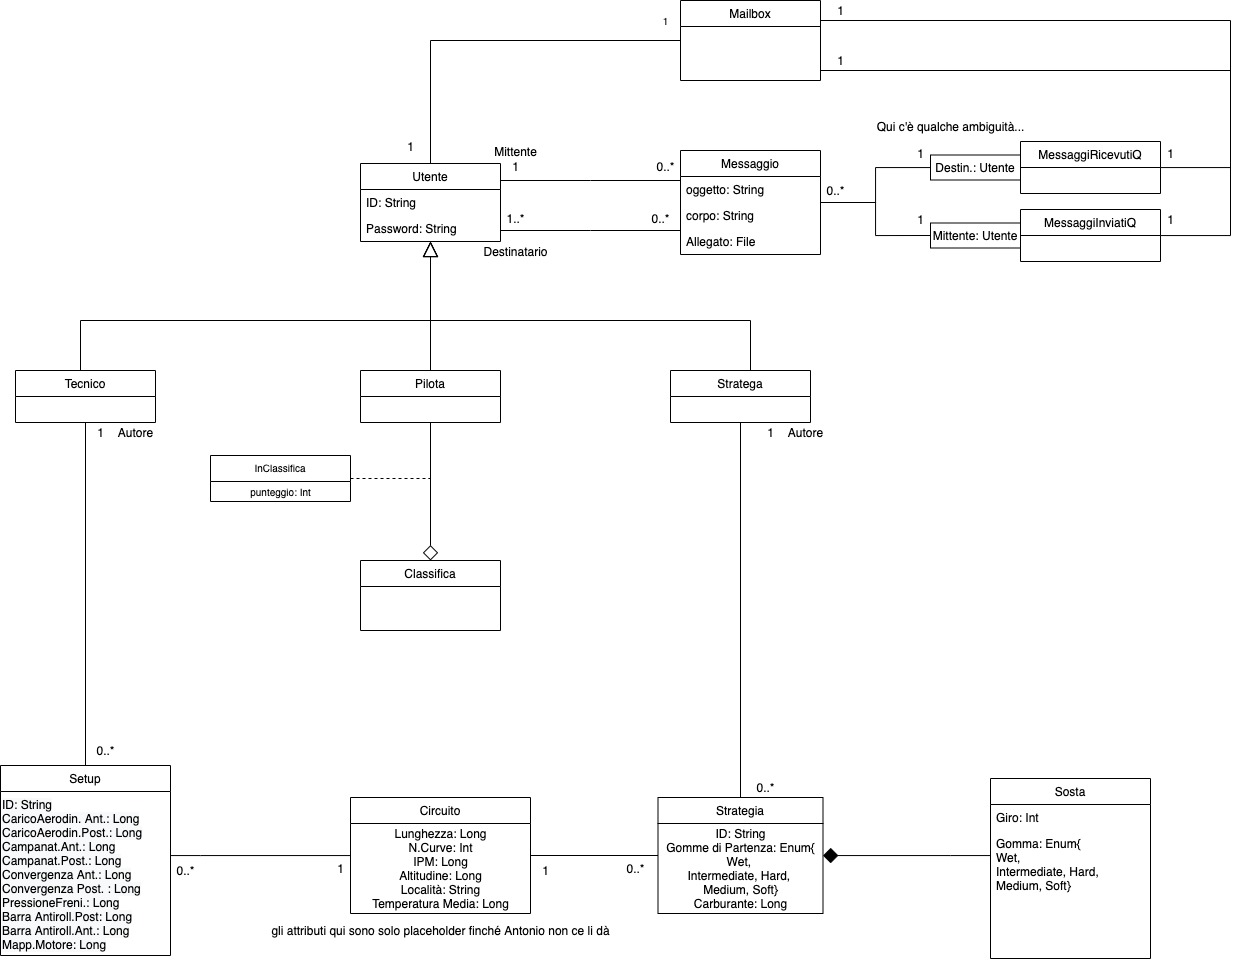 Mailbox
1
1
1
1
Qui c'è qualche ambiguità...
Mittente
1
0..*
1..*
0..*
Destinatario
Utente
ID: String
Password: String
Messaggio
oggetto: String
corpo: String
Allegato: File
0..*
1
Destin.: Utente
MessaggiRicevutiQ
1
1
Mittente: Utente
MessaggiInviatiQ
1
Tecnico
Pilota
Stratega
1 Autore
1 Autore
InClassifica
punteggio: Int
Classifica
0..*
0..*
Setup
ID: String
CaricoAerodin. Ant.: Long
CaricoAerodin.Post.: Long
Campanat.Ant.: Long
Campanat.Post.: Long
Convergenza Ant.: Long
Convergenza Post. : Long
PressioneFreni.: Long
Barra Antiroll.Post: Long
Barra Antiroll.Ant.: Long
Mapp.Motore: Long
0..*
1
Circuito
Lunghezza: Long
N.Curve: Int
IPM: Long
Altitudine: Long
Località: String
Temperatura Media: Long
1
0..*
gli attributi qui sono solo placeholder finché Antonio non ce li dà
Strategia
ID: String
Gomme di Partenza: Enum{
Wet,
Intermediate, Hard,
Medium, Soft}
Carburante: Long
Sosta
Giro: Int
Gomma: Enum{
Wet,
Intermediate, Hard,
Medium, Soft}